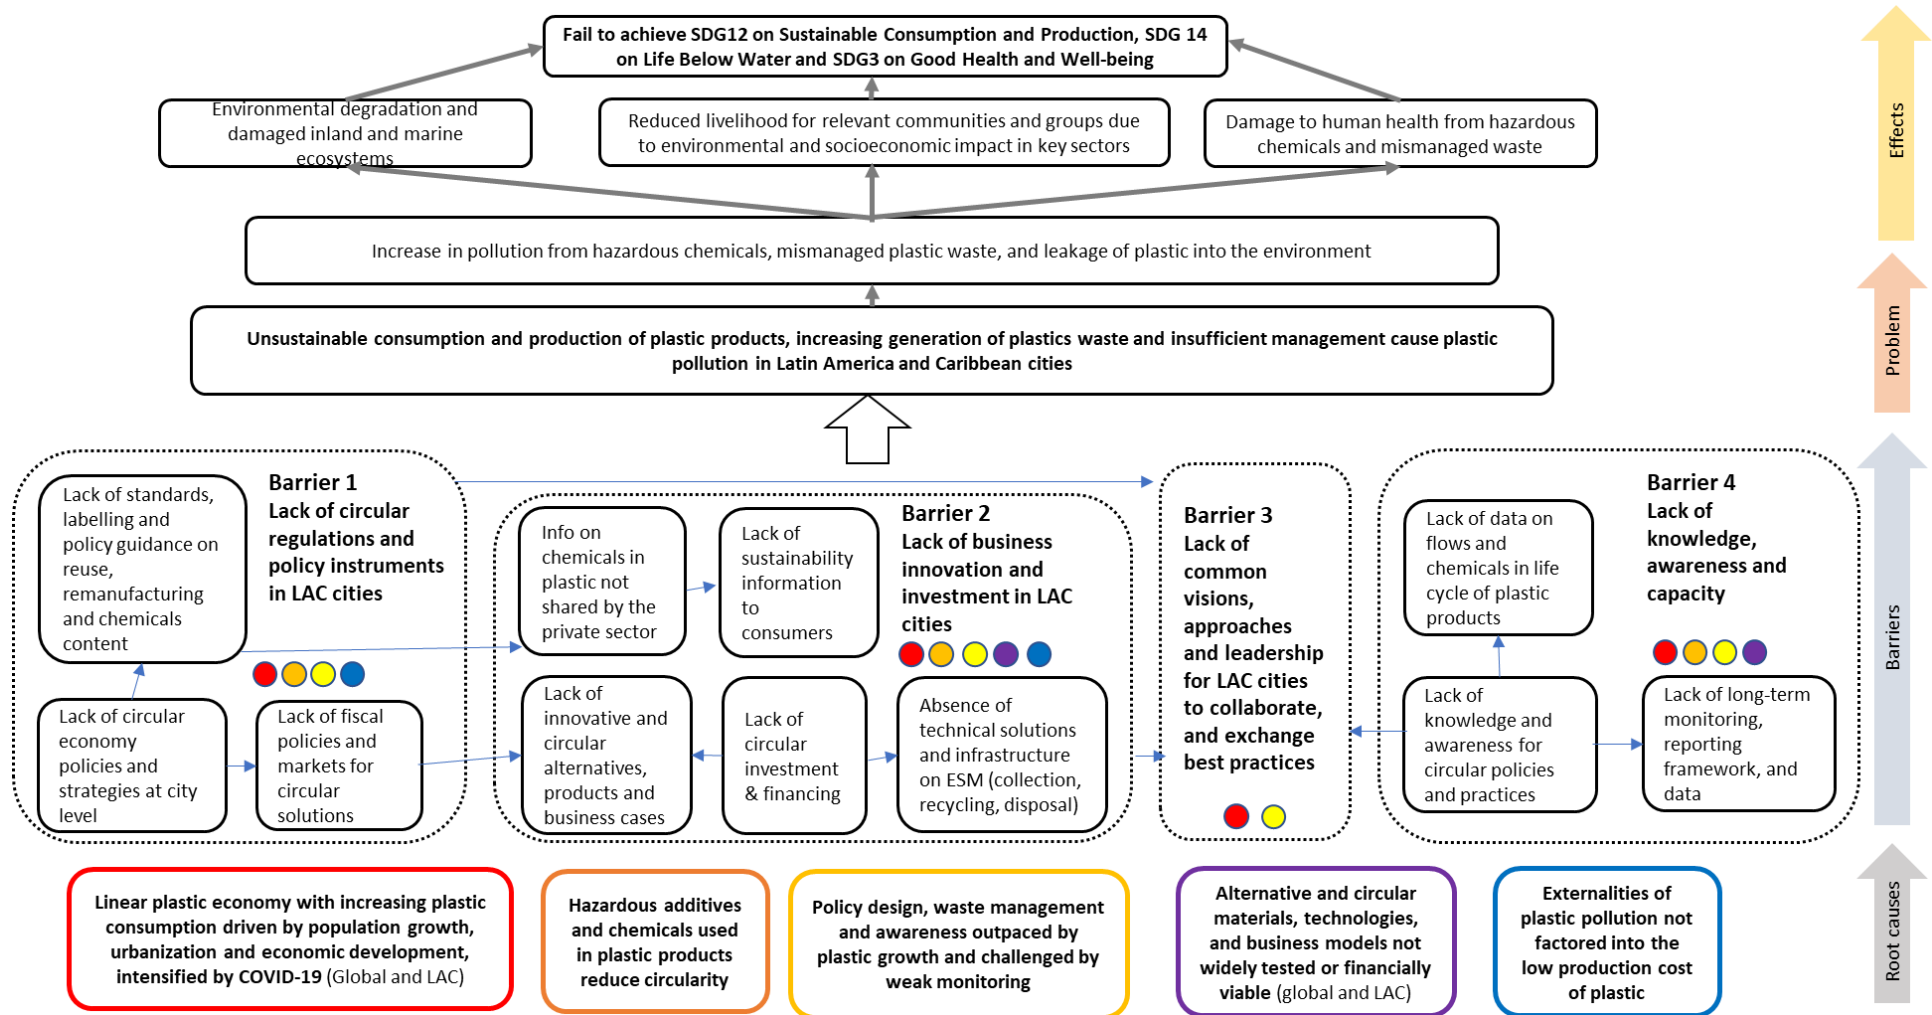 Fail to achieve SDG12 on Sustainable Consumption and Production, SDG 14
on Life Below Water and SDG3 on Good Health and Well-being
Environmental degradation and
damaged inland and marine
ecosystems
Reduced livelihood for relevant communities and groups due
to environmental and socioeconomic impact in key sectors
Damage to human health from hazardous
chemicals and mismanaged waste
Effects
Increase in pollution from hazardous chemicals, mismanaged plastic waste, and leakage of plastic into the environment
Unsustainable consumption and production of plastic products, increasing generation of plastics waste and insufficient management cause plastic
pollution in Latin America and Caribbean cities
Problem
Lack of standards,
labelling and
policy guidance on
reuse,
remanufacturing
and chemicals
content
Barrier 1
Lack of circular
regulations and
policy instruments
in LAC cities
Lack of circular
economy
policies and
strategies at city
level
Lack of fiscal
policies and
markets for
circular
solutions
Info on
chemicals in
plastic not
shared by the
private sector
Lack of
sustainability
information
to
consumers
Barrier 2
Lack of business
innovation and
investment in LAC
cities
Lack of
innovative and
circular
alternatives,
products and
business cases
Lack of
circular
investment
& financing
Absence of
technical solutions
and infrastructure
on ESM (collection,
recycling, disposal)
Barrier 3
Lack of
common
visions,
approaches
and leadership
for LAC cities
to collaborate,
and exchange
best practices
Lack of data on
flows and
chemicals in life
cycle of plastic
products
Barrier 4
Lack of
knowledge,
awareness and
capacity
Lack of
knowledge and
awareness for
circular policies
and practices
Lack of long-term
monitoring,
reporting
framework, and
data
Barriers
Linear plastic economy with increasing plastic
consumption driven by population growth,
urbanization and economic development,
intensified by COVID-19 (Global and LAC)
Hazardous additives
and chemicals used
in plastic products
reduce circularity
Policy design, waste management
and awareness outpaced by
plastic growth and challenged by
weak monitoring
Alternative and circular
materials, technologies,
and business models not
widely tested or financially
viable (global and LAC)
Externalities of
plastic pollution not
factored into the
low production cost
of plastic
Root causes